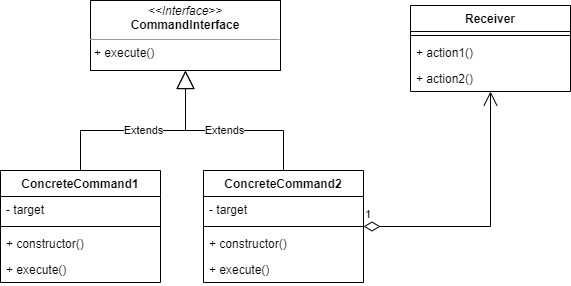 <<Interface>>
CommandInterface
+ execute()
Receiver
+ action1()
+ action2()
Extends
Extends
ConcreteCommand1
- target
+ constructor()
+ execute()
ConcreteCommand2
- target
+ constructor()
+ execute()
1